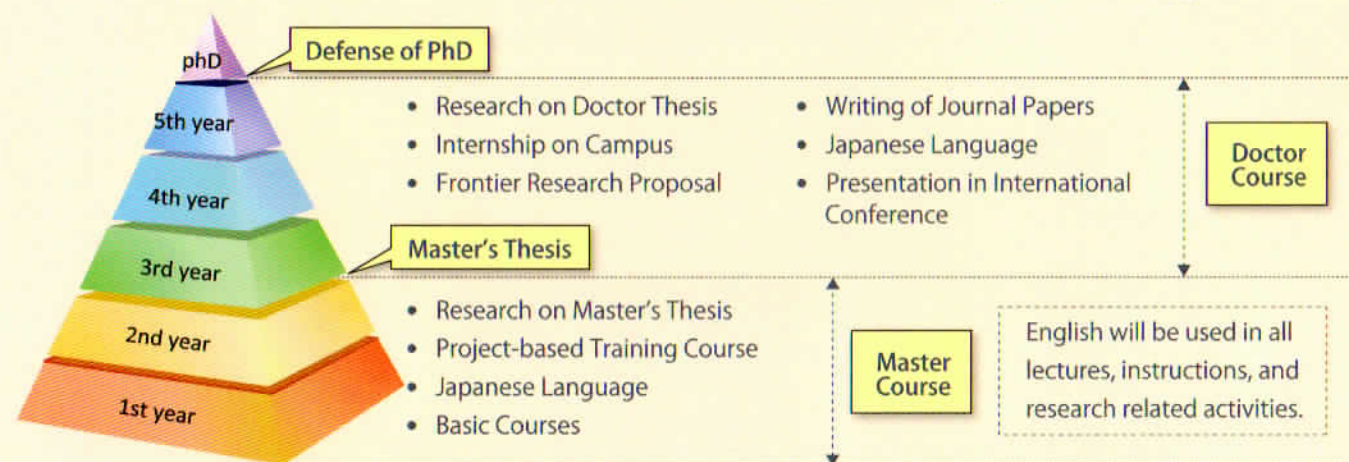 phD
Defense of PhD
5th year
4th year
3rd year
2nd year
1st year
• Research on Doctor Thesis
• Internship on Campus
• Frontier Research Proposal
• Writing of Journal Papers
• Japanese Language
• Presentation in International
Conference
Doctor
Course
Master's Thesis
• Research on Master's Thesis
• Project-based Training Course
• Japanese Language
• Basic Courses
Master
Course
English will be used in all
lectures, instructions, and
research related activities.